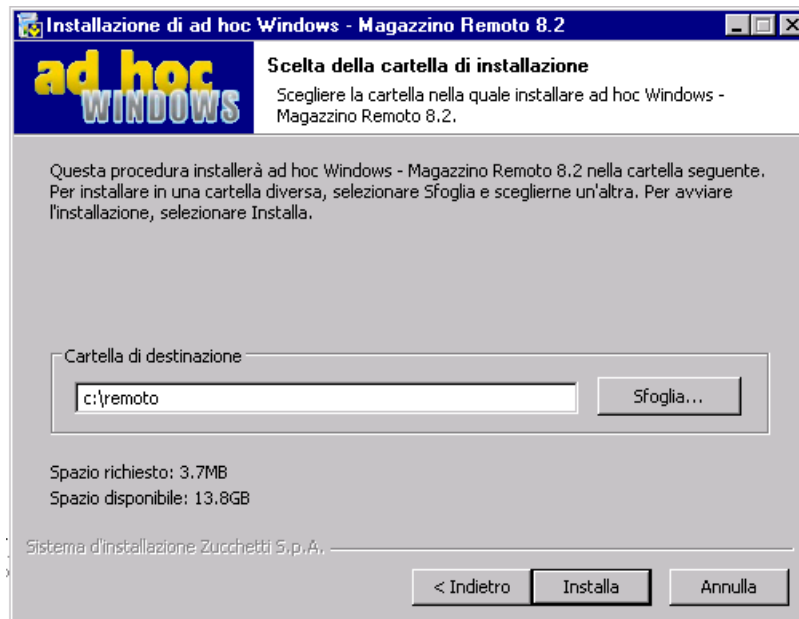 Installazione di ad hoc Windows - Magazzino Remoto 8.2
ad hoc
WINDOWS
Scelta della cartella di installazione
Scegliere la cartella nella quale installare ad hoc Windows -
Magazzino Remoto 8.2.
Questa procedura installerà ad hoc Windows - Magazzino Remoto 8.2 nella cartella seguente.
Per installare in una cartella diversa, selezionare Sfoglia e sceglierne un'altra. Per avviare
l'installazione, selezionare Installa.
Cartella di destinazione
c:\remoto
Sfoglia...
Spazio richiesto: 3.7MB
Spazio disponibile: 13.8GB
Sistema d'installazione Zucchetti S.p.A.
< Indietro
Installa
Annulla